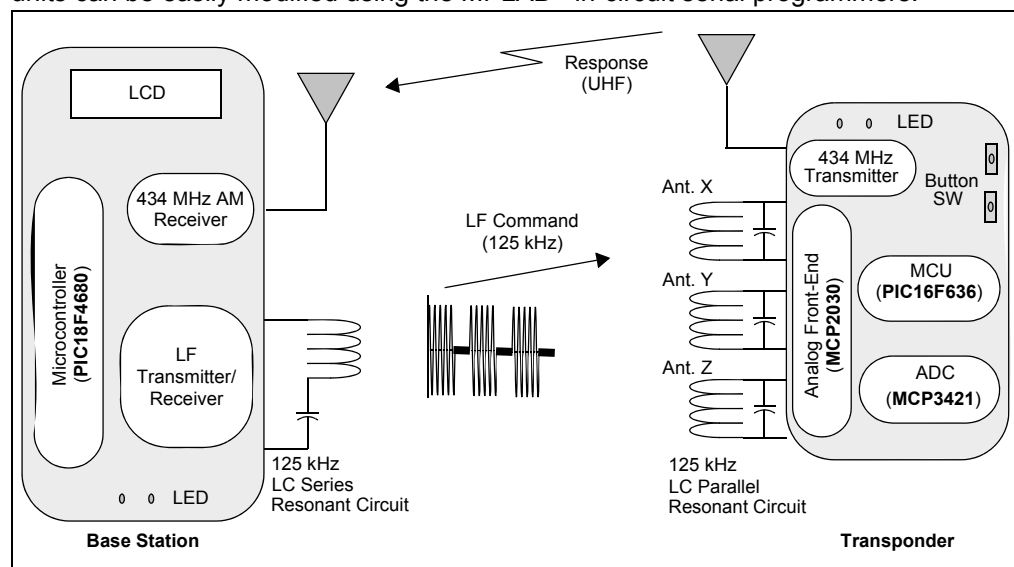 units can be easily modified using the MPLAB® in-circuit serial programmers.
Response
(UHF)
LCD
LED
434 MHz
Transmitter
Button
SW
434 MHz AM
Receiver
Ant. X
LF Command
(125 kHz)
Microcontroller
(PIC18F4680)
Analog Front-End
(MCP2030)
MCU
(PIC16F636)
Ant. Y
LF
Transmitter/
Receiver
Ant. Z
ADC
(MCP3421)
125 kHz
LC Series
Resonant Circuit
125 kHz
LC Parallel
Resonant Circuit
LED
Base Station
Transponder